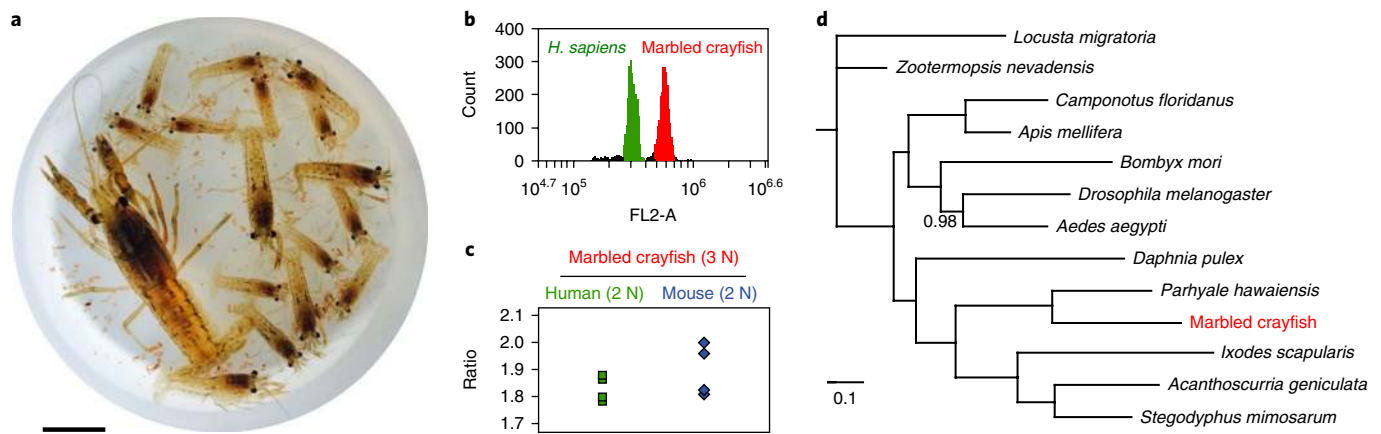 a
b
400
300
200
100
0
Count
H. sapiens
Marbled crayfish
10^4.7 10^5
10^6
10^6.6
FL2-A
c
Marbled crayfish (3 N)
Human (2 N)
Mouse (2 N)
2.1
2.0
1.9
1.8
1.7
Ratio
d
Locusta migratoria
Zootermopsis nevadensis
Camponotus floridanus
Apis mellifera
Bombyx mori
Drosophila melanogaster
0.98
Aedes aegypti
Daphnia pulex
Parhyale hawaiensis
Marbled crayfish
Ixodes scapularis
Acanthoscurria geniculata
Stegodyphus mimosarum
0.1